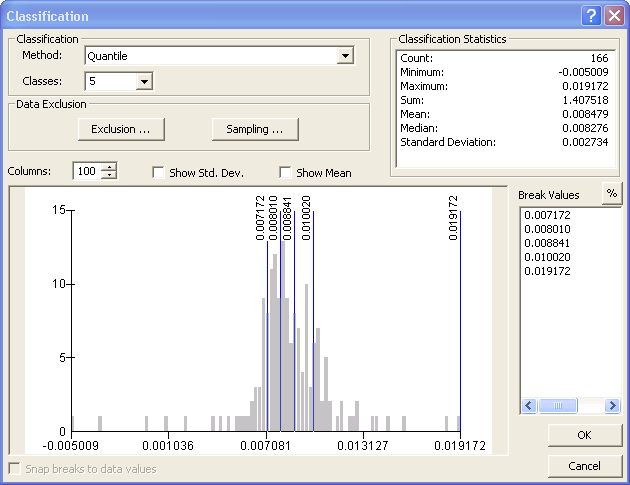 Classification
Classification
Method: Quantile
Classes: 5
Data Exclusion
Exclusion ...
Sampling ...
Classification Statistics
Count: 166
Minimum: -0.005009
Maximum: 0.019172
Sum: 1.407518
Mean: 0.008479
Median: 0.008276
Standard Deviation: 0.002734
Columns: 100
Show Std. Dev.
Show Mean
Break Values
%
0.007172
0.008010
0.008841
0.010020
0.019172
0.007172
0.008010
0.008841
0.010020
0.019172
15
10
5
0
-0.005009 0.001036 0.007081 0.013127 0.019172
Snap breaks to data values
OK
Cancel